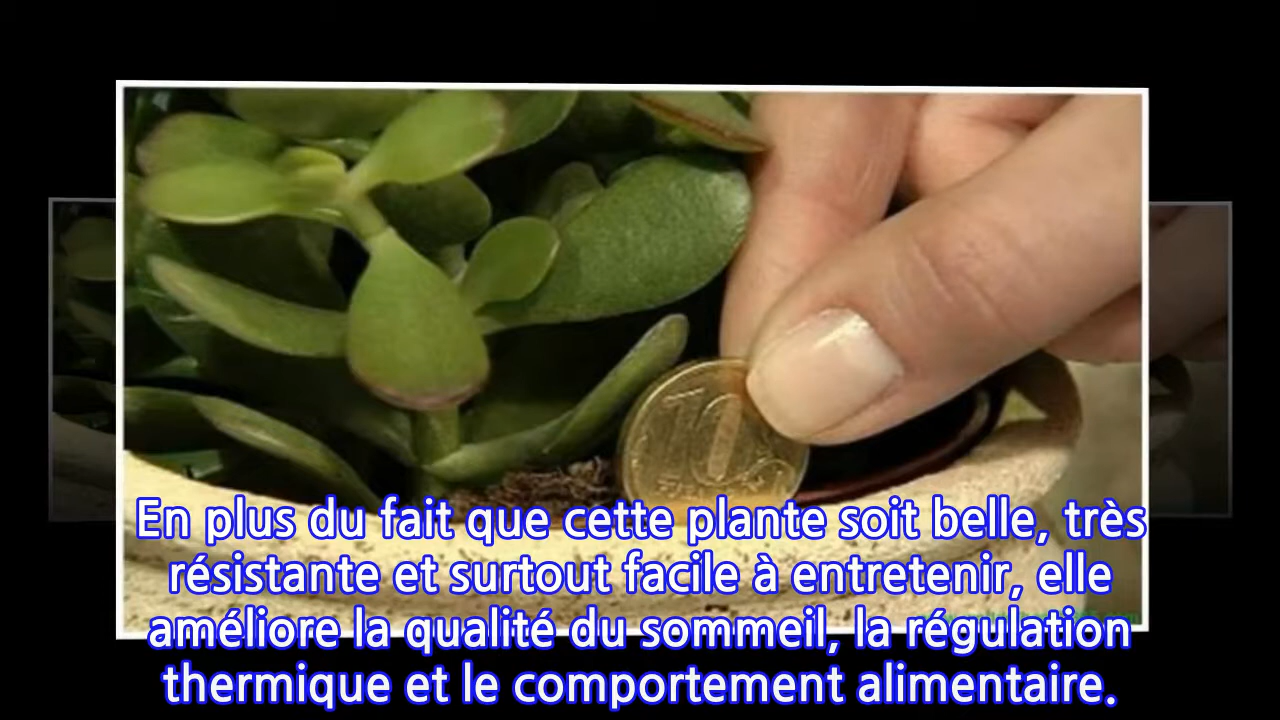 10
En plus du fait que cette plante soit belle, très
résistante et surtout facile à entretenir, elle
améliore la qualité du sommeil, la régulation
thermique et le comportement alimentaire.